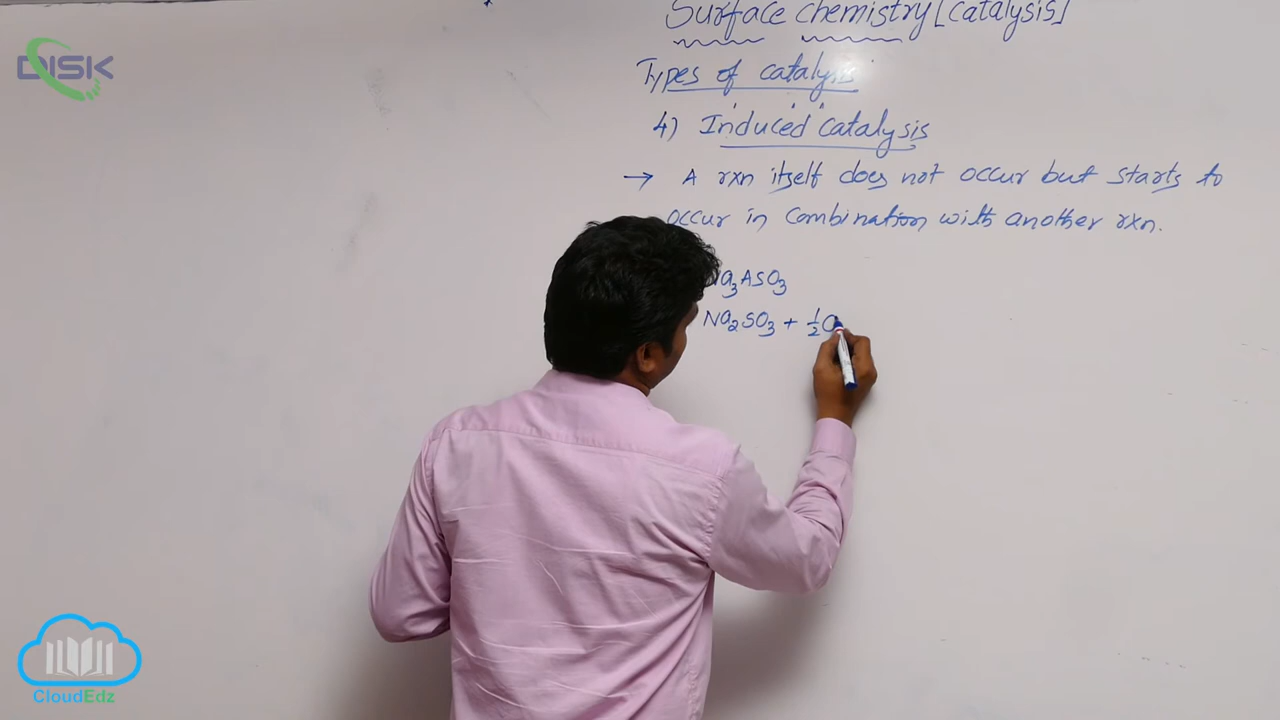 DISK
Surface chemistry [catalysis]
Types of catalysis
4) Induced catalysis
→ A rxn itself does not occur but starts to
occur in combination with another rxn.
Na₃AsO₃
Na₂SO₃ + ½O
CloudEdz